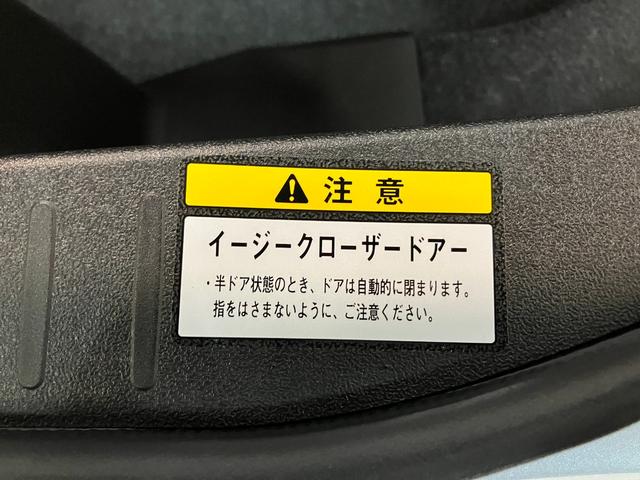 ⚠注意
イージークローザードアー
・半ドア状態のとき、ドアは自動的に閉まります。
指をはさまないように、ご注意ください。